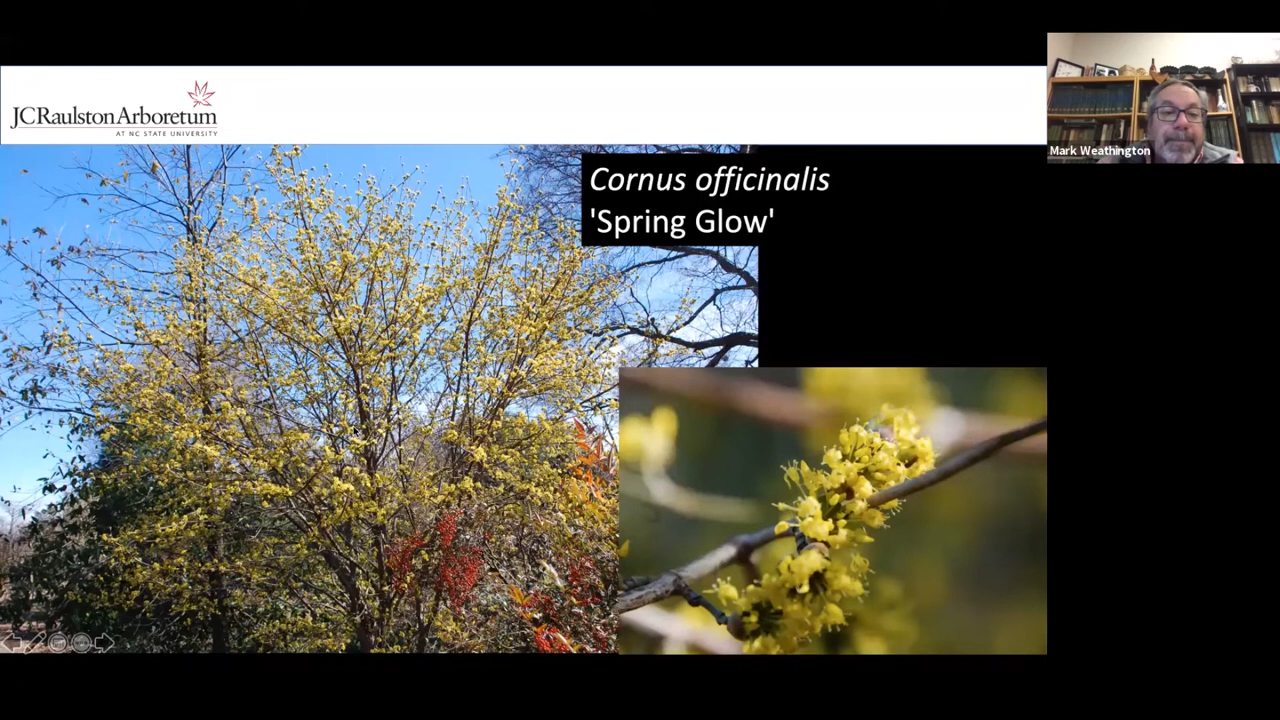 JCRaulston Arboretum
AT NC STATE UNIVERSITY
Mark Weathington
Cornus officinalis
'Spring Glow'